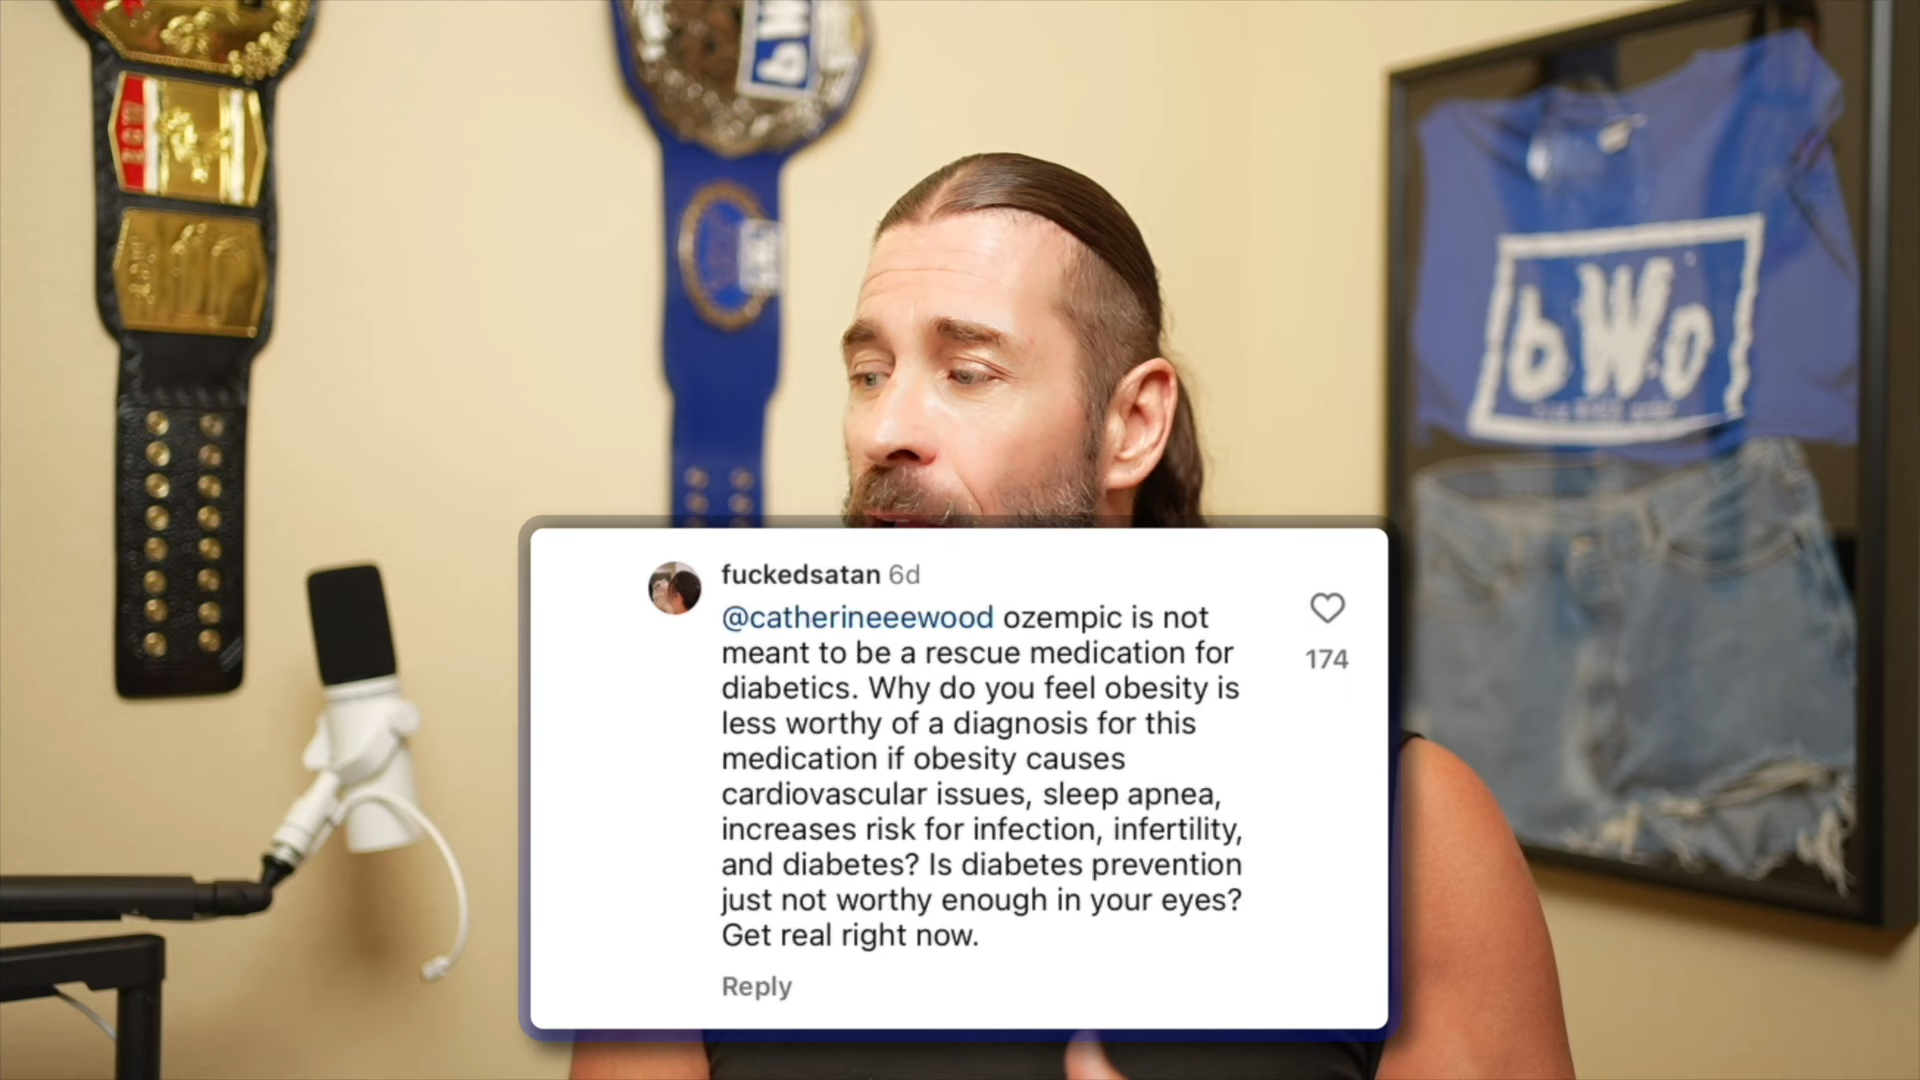 bWo
bWo
fuckedsatan 6d
@catherineeewood ozempic is not
meant to be a rescue medication for
diabetics. Why do you feel obesity is
less worthy of a diagnosis for this
medication if obesity causes
cardiovascular issues, sleep apnea,
increases risk for infection, infertility,
and diabetes? Is diabetes prevention
just not worthy enough in your eyes?
Get real right now.
174
Reply